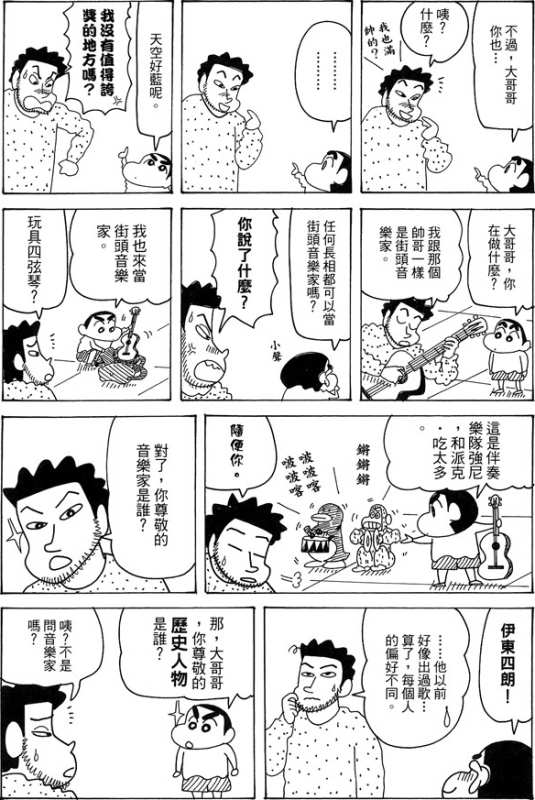 不過，大哥哥
你也…
咦？
什麼？
我也滿
帥的？
…………
天空好藍呢。
我沒有值得誇
獎的地方嗎？
大哥哥，你
在做什麼？
我跟那個
帥哥一樣
是街頭音
樂家。
任何長相都可以當
街頭音樂家嗎？
小聲
你說了什麼？
我也來當
街頭音樂
家。
玩具四弦琴？
這是伴奏
樂隊強尼
，和派克
．吃太多
。
鏘鏘鏘
啵啵喀
啵啵喀
隨便你。
對了，你尊敬的
音樂家是誰？
伊東四朗！
……他以前
好像出過歌…
算了，每個人
的偏好不同。
那，大哥哥
，你尊敬的
歷史人物
是誰？
咦？不是
問音樂家
嗎？